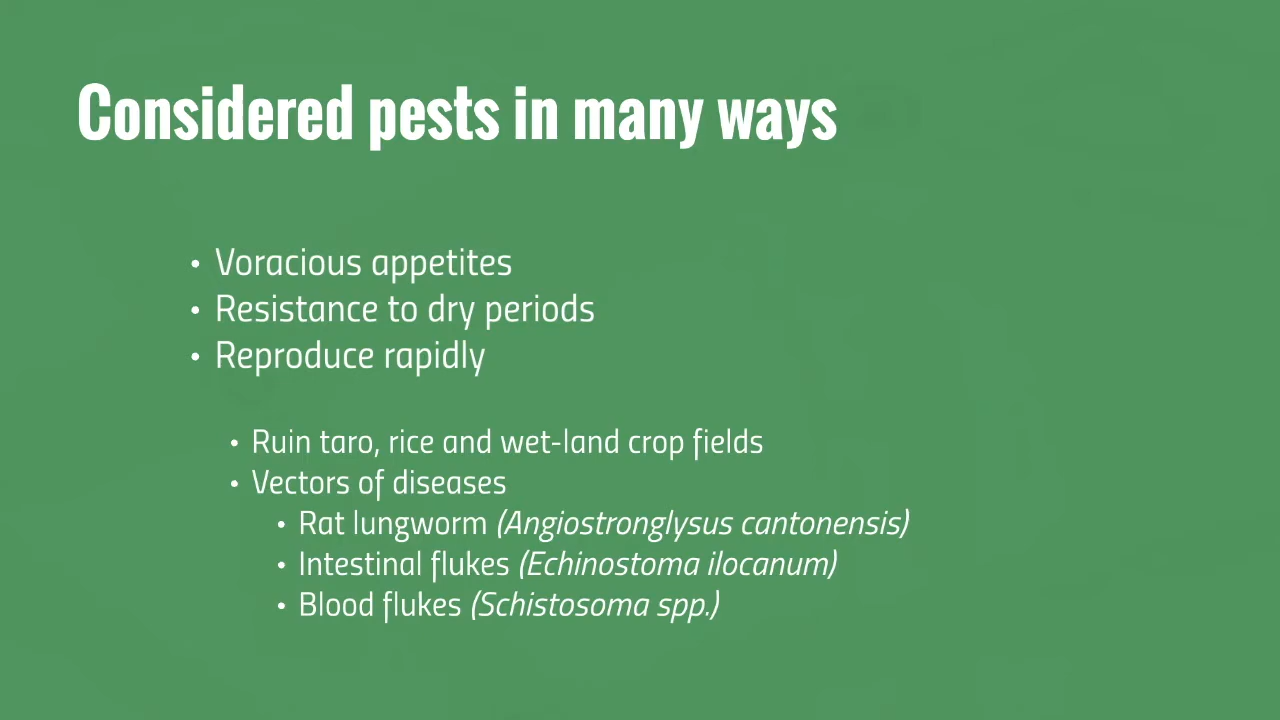 Considered pests in many ways
• Voracious appetites
• Resistance to dry periods
• Reproduce rapidly
• Ruin taro, rice and wet-land crop fields
• Vectors of diseases
• Rat lungworm (Angiostronglysus cantonensis)
• Intestinal flukes (Echinostoma ilocanum)
• Blood flukes (Schistosoma spp.)